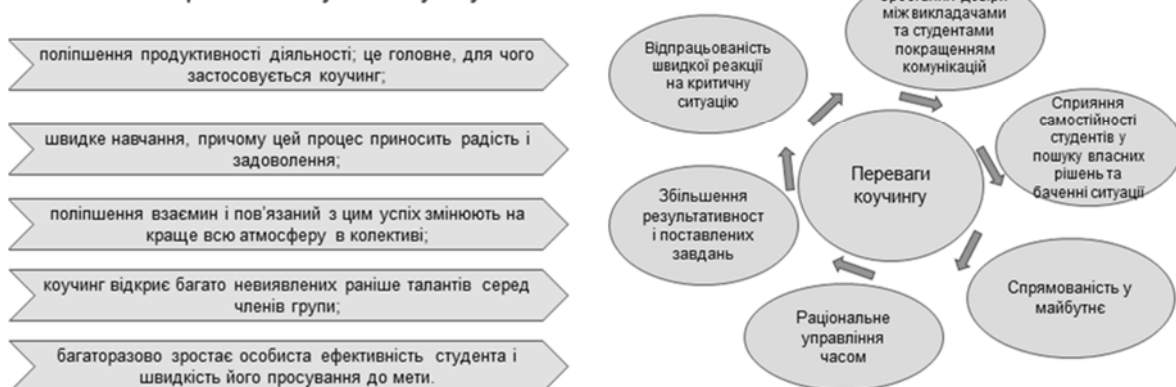 поліпшення продуктивності діяльності; це головне, для чого
застосовується коучинг;
швидке навчання, причому цей процес приносить радість і
задоволення;
поліпшення взаємин і пов'язаний з цим успіх змінюють на
краще всю атмосферу в колективі;
коучинг відкриє багато невиявлених раніше талантів серед
членів групи;
багаторазово зростає особиста ефективність студента і
швидкість його просування до мети.
між викладачами
та студентами
покращенням
комунікацій
Відпрацьованість
швидкої реакції
на критичну
ситуацію
Сприяння
самостійності
студентів у
пошуку власних
рішень та
баченні ситуації
Переваги
коучингу
Збільшення
результативност
і поставлених
завдань
Спрямованість у
майбутнє
Раціональне
управління
часом